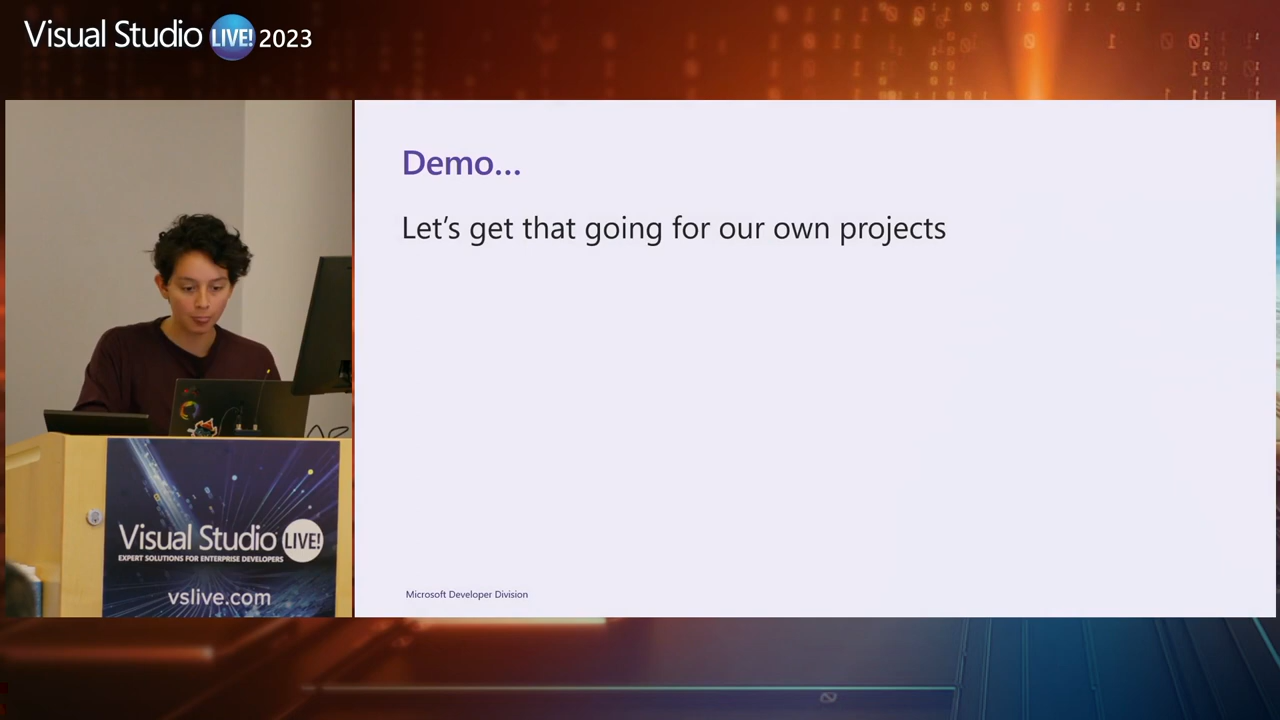 Visual Studio LIVE! 2023
Demo...
Let's get that going for our own projects
Visual Studio LIVE!
EXPERT SOLUTIONS FOR ENTERPRISE DEVELOPERS
vslive.com
Microsoft Developer Division